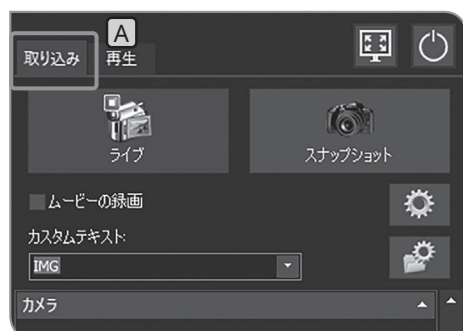 A
取り込み 再生
ライブ スナップショット
ムービーの録画
カスタムテキスト:
IMG
カメラ